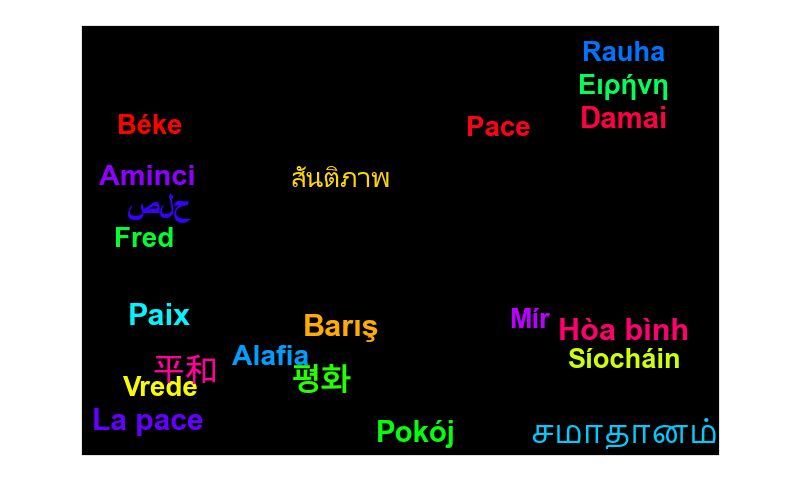 Rauha
Ειρήνη
Damai
Béke
Pace
Aminci
สันติภาพ
حلص
Fred
Paix
Barış
Mír
Hòa bình
Alafia
Síocháin
平和
평화
Vrede
La pace
Pokój
சமாதானம்